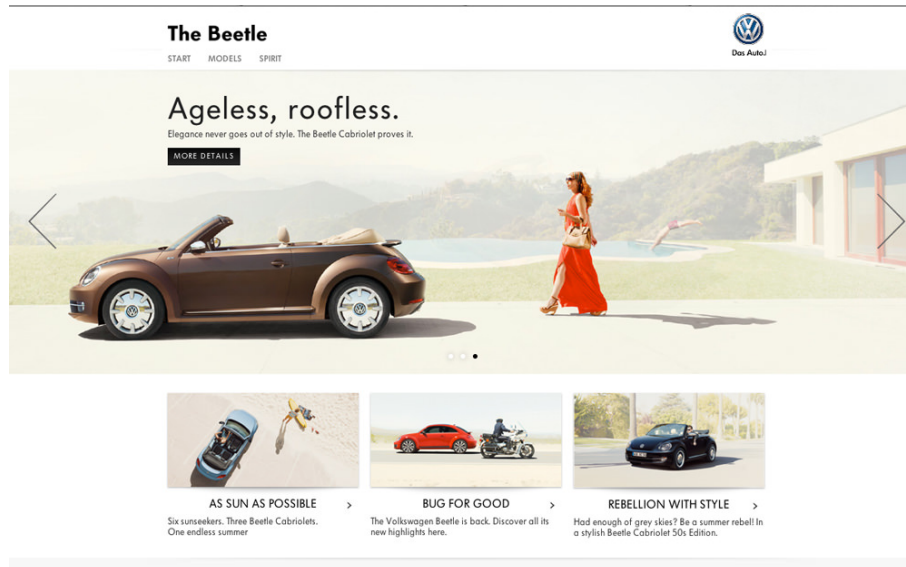 The Beetle
Das Auto.
START MODELS SPIRIT
Ageless, roofless.
Elegance never goes out of style. The Beetle Cabriolet proves it.
MORE DETAILS
AS SUN AS POSSIBLE
Six sunseekers. Three Beetle Cabriolets.
One endless summer
BUG FOR GOOD
The Volkswagen Beetle is back. Discover all its
new highlights here.
REBELLION WITH STYLE
Had enough of grey skies? Be a summer rebel! In
a stylish Beetle Cabriolet 50s Edition.